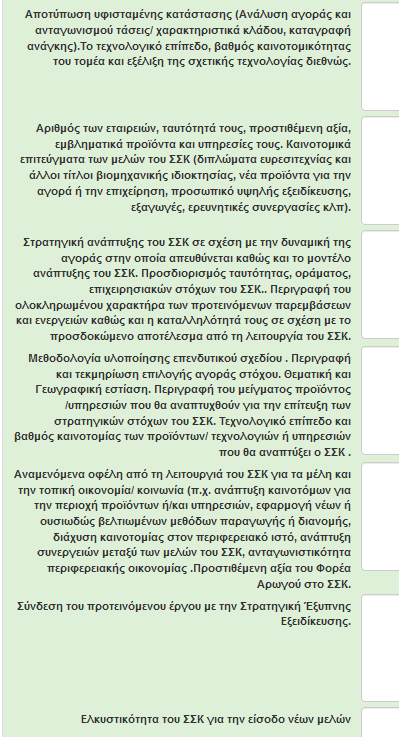 Αποτύπωση υφισταμένης κατάστασης (Ανάλυση αγοράς και
ανταγωνισμού τάσεις/ χαρακτηριστικά κλάδου, καταγραφή
ανάγκης).Το τεχνολογικό επίπεδο, βαθμός καινοτομικότητας
του τομέα και εξέλιξη της σχετικής τεχνολογίας διεθνώς.
Αριθμός των εταιρειών, ταυτότητά τους, προστιθέμενη αξία,
εμβληματικά προϊόντα και υπηρεσίες τους. Καινοτομικά
επιτεύγματα των μελών του ΣΣΚ (διπλώματα ευρεσιτεχνίας και
άλλοι τίτλοι βιομηχανικής ιδιοκτησίας, νέα προϊόντα για την
αγορά ή την επιχείρηση, προσωπικό υψηλής εξειδίκευσης,
εξαγωγές, ερευνητικές συνεργασίες κλπ).
Στρατηγική ανάπτυξης του ΣΣΚ σε σχέση με την δυναμική της
αγοράς στην οποία απευθύνεται καθώς και το μοντέλο
ανάπτυξης του ΣΣΚ. Προσδιορισμός ταυτότητας, οράματος,
επιχειρησιακών στόχων του ΣΣΚ.. Περιγραφή του
ολοκληρωμένου χαρακτήρα των προτεινόμενων παρεμβάσεων
και ενεργειών καθώς και η καταλληλότητά τους σε σχέση με το
προσδοκώμενο αποτέλεσμα από τη λειτουργία του ΣΣΚ.
Μεθοδολογία υλοποίησης επενδυτικού σχεδίου . Περιγραφή
και τεκμηρίωση επιλογής αγοράς στόχου. Θεματική και
Γεωγραφική εστίαση. Περιγραφή του μείγματος προϊόντος
/υπηρεσιών που θα αναπτυχθούν για την επίτευξη των
στρατηγικών στόχων του ΣΣΚ. Τεχνολογικό επίπεδο και
βαθμός καινοτομίας των προϊόντων/ τεχνολογιών ή υπηρεσιών
που θα αναπτύξει ο ΣΣΚ .
Αναμενόμενα οφέλη από τη λειτουργιά του ΣΣΚ για τα μέλη και
την τοπική οικονομία/ κοινωνία (π.χ. ανάπτυξη καινοτόμων για
την περιοχή προϊόντων ή/και υπηρεσιών, εφαρμογή νέων ή
ουσιωδώς βελτιωμένων μεθόδων παραγωγής ή διανομής,
διάχυση καινοτομίας στον περιφερειακό ιστό, ανάπτυξη
συνεργειών μεταξύ των μελών του ΣΣΚ, ανταγωνιστικότητα
περιφερειακής οικονομίας .Προστιθέμενη αξία του Φορέα
Αρωγού στο ΣΣΚ.
Σύνδεση του προτεινόμενου έργου με την Στρατηγική Έξυπνης
Εξειδίκευσης.
Ελκυστικότητα του ΣΣΚ για την είσοδο νέων μελών